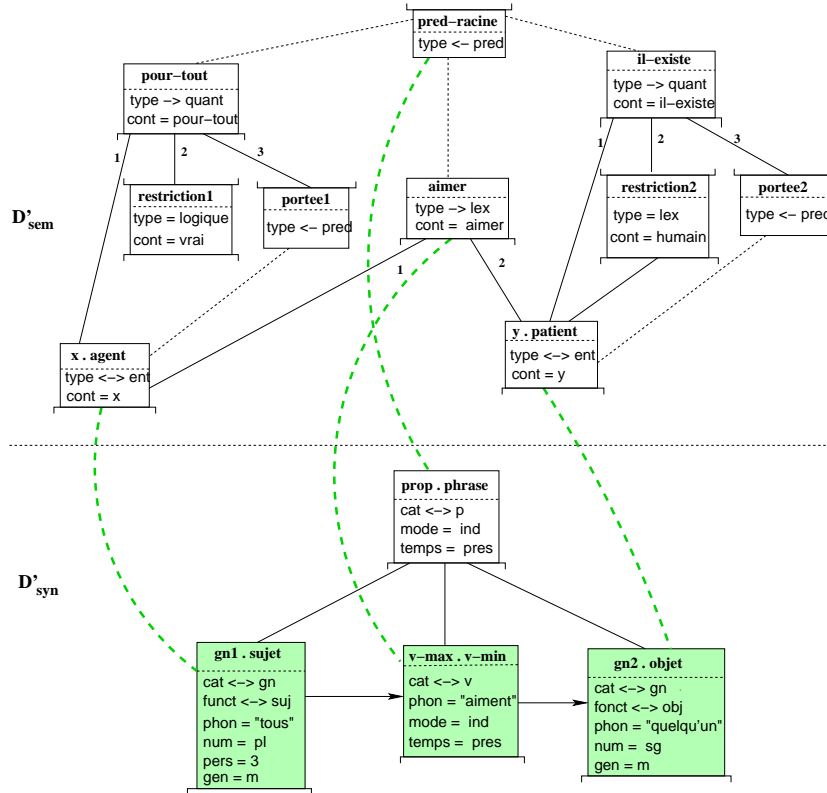 pred-racine
type <- pred
pour-tout
type -> quant
cont = pour-tout
il-existe
type -> quant
cont = il-existe
1
2
3
1
2
3
restriction1
type = logique
cont = vrai
portee1
type <- pred
aimer
type -> lex
cont = aimer
restriction2
type = lex
cont = humain
portee2
type <- pred
D'sem
1
2
x . agent
type <-> ent
cont = x
y . patient
type <-> ent
cont = y
prop . phrase
cat <-> p
mode = ind
temps = pres
D'syn
gn1 . sujet
cat <-> gn
funct <-> suj
phon = "tous"
num = pl
pers = 3
gen = m
v-max . v-min
cat <-> v
phon = "aiment"
mode = ind
temps = pres
gn2 . objet
cat <-> gn
fonct <-> obj
phon = "quelqu'un"
num = sg
gen = m